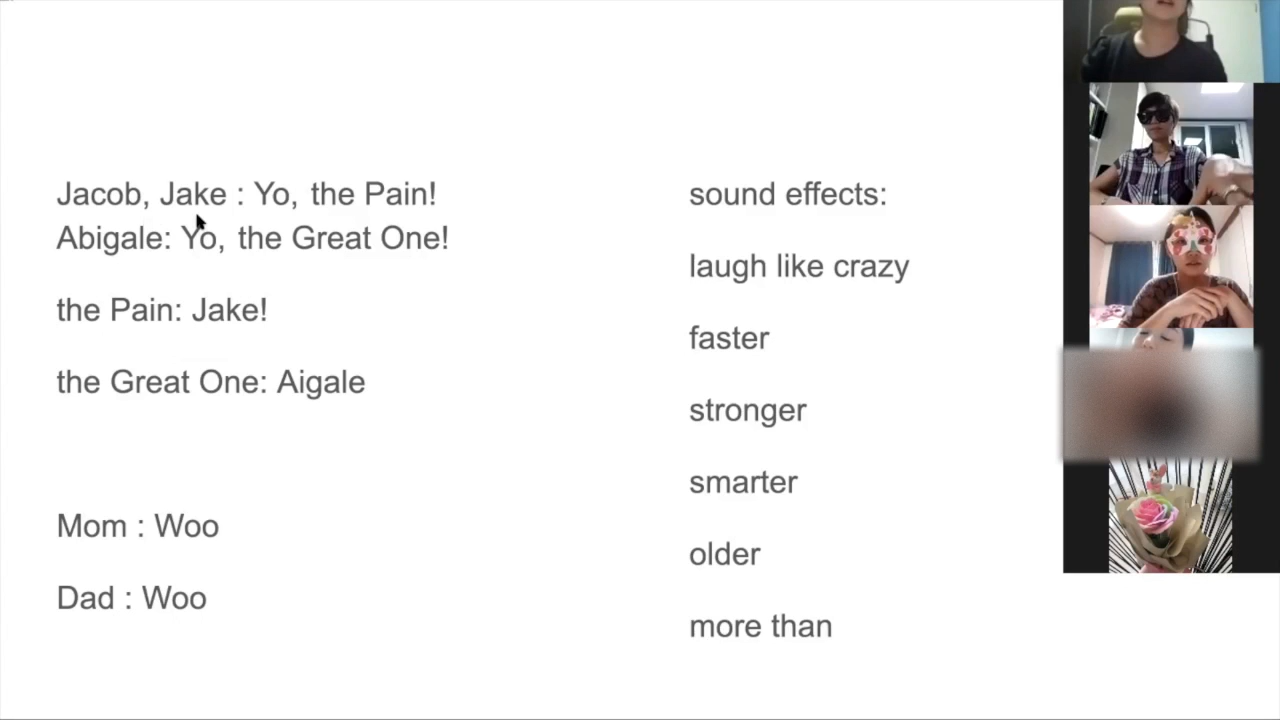 Jacob, Jake : Yo, the Pain!
Abigale: Yo, the Great One!
the Pain: Jake!
the Great One: Aigale
Mom : Woo
Dad : Woo
sound effects:
laugh like crazy
faster
stronger
smarter
older
more than